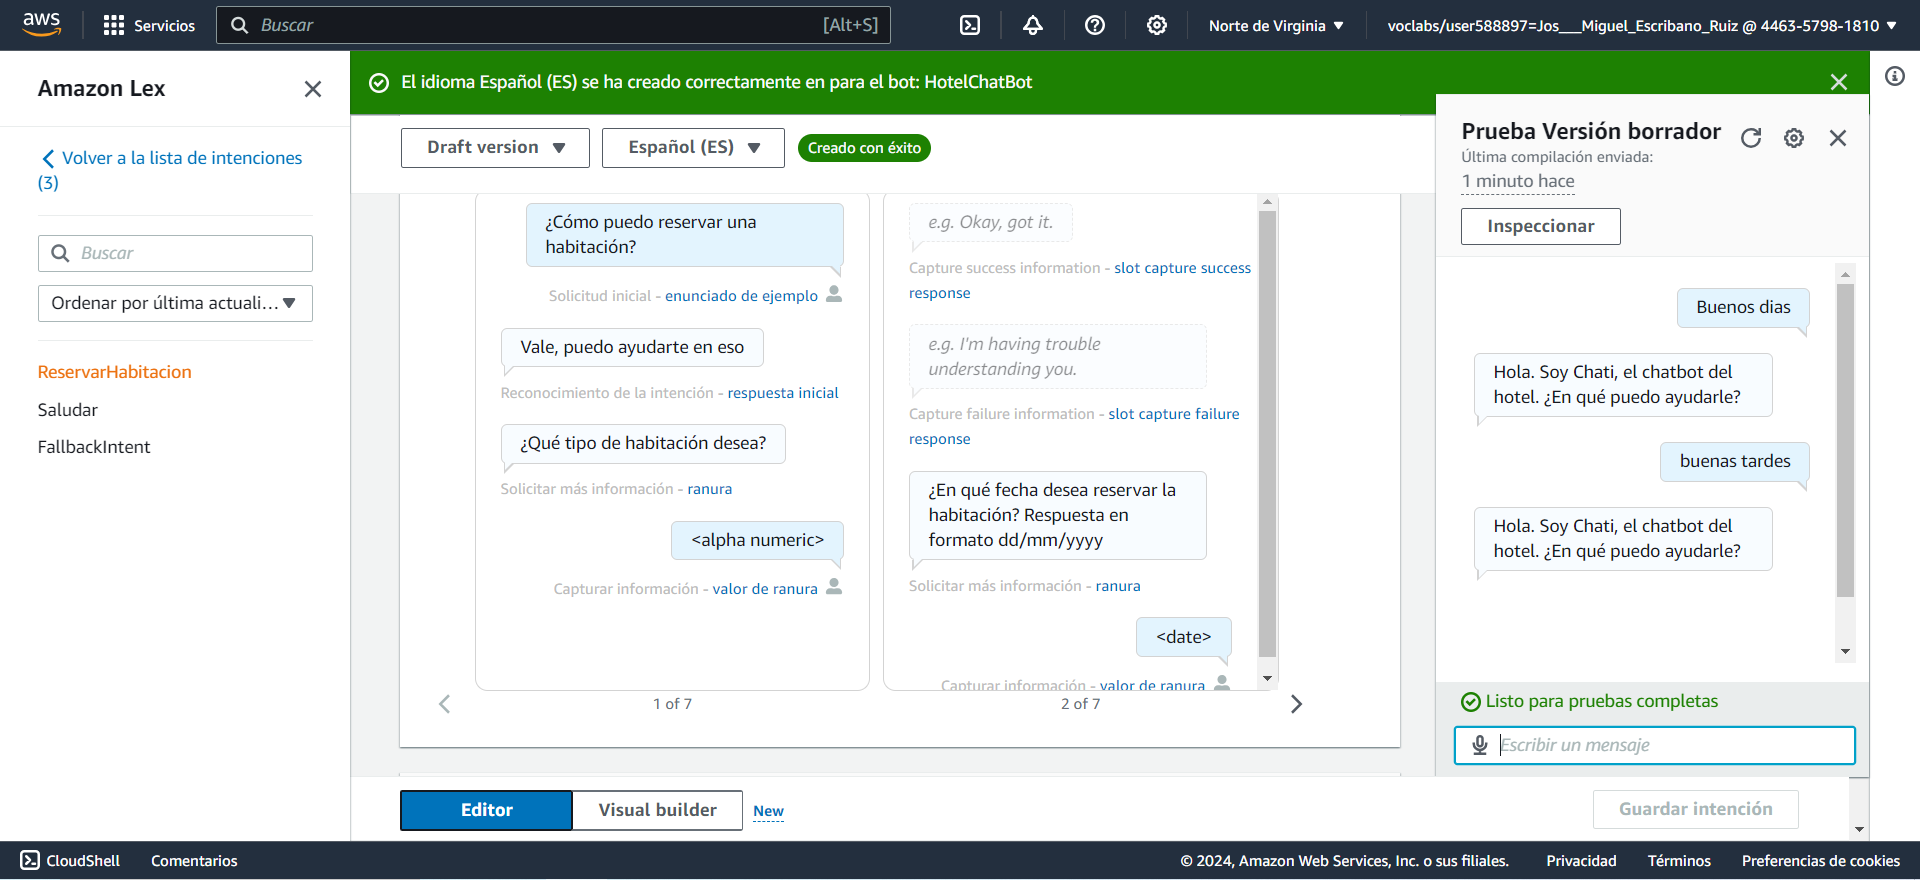 aws
Servicios
Buscar
[Alt+S]
Norte de Virginia ▼
voclabs/user588897=Jos___Miguel_Escribano_Ruiz @ 4463-5798-1810 ▼
Amazon Lex
Volver a la lista de intenciones
(3)
Buscar
Ordenar por última actuali...▼
ReservarHabitacion
Saludar
FallbackIntent
El idioma Español (ES) se ha creado correctamente en para el bot: HotelChatBot
Draft version ▼
Español (ES) ▼
Creado con éxito
¿Cómo puedo reservar una
habitación?
Solicitud inicial - enunciado de ejemplo
Vale, puedo ayudarte en eso
Reconocimiento de la intención - respuesta inicial
¿Qué tipo de habitación desea?
Solicitar más información - ranura
<alpha numeric>
Capturar información - valor de ranura
1 of 7
e.g. Okay, got it.
Capture success information - slot capture success
response
e.g. I'm having trouble
understanding you.
Capture failure information - slot capture failure
response
¿En qué fecha desea reservar la
habitación? Respuesta en
formato dd/mm/yyyy
Solicitar más información - ranura
<date>
Capturar información - valor de ranura
2 of 7
Editor
Visual builder
New
Guardar intención
Prueba Versión borrador
Última compilación enviada:
1 minuto hace
Inspeccionar
Buenos dias
Hola. Soy Chati, el chatbot del
hotel. ¿En qué puedo ayudarle?
buenas tardes
Hola. Soy Chati, el chatbot del
hotel. ¿En qué puedo ayudarle?
Listo para pruebas completas
Escribir un mensaje
CloudShell
Comentarios
© 2024, Amazon Web Services, Inc. o sus filiales.
Privacidad
Términos
Preferencias de cookies